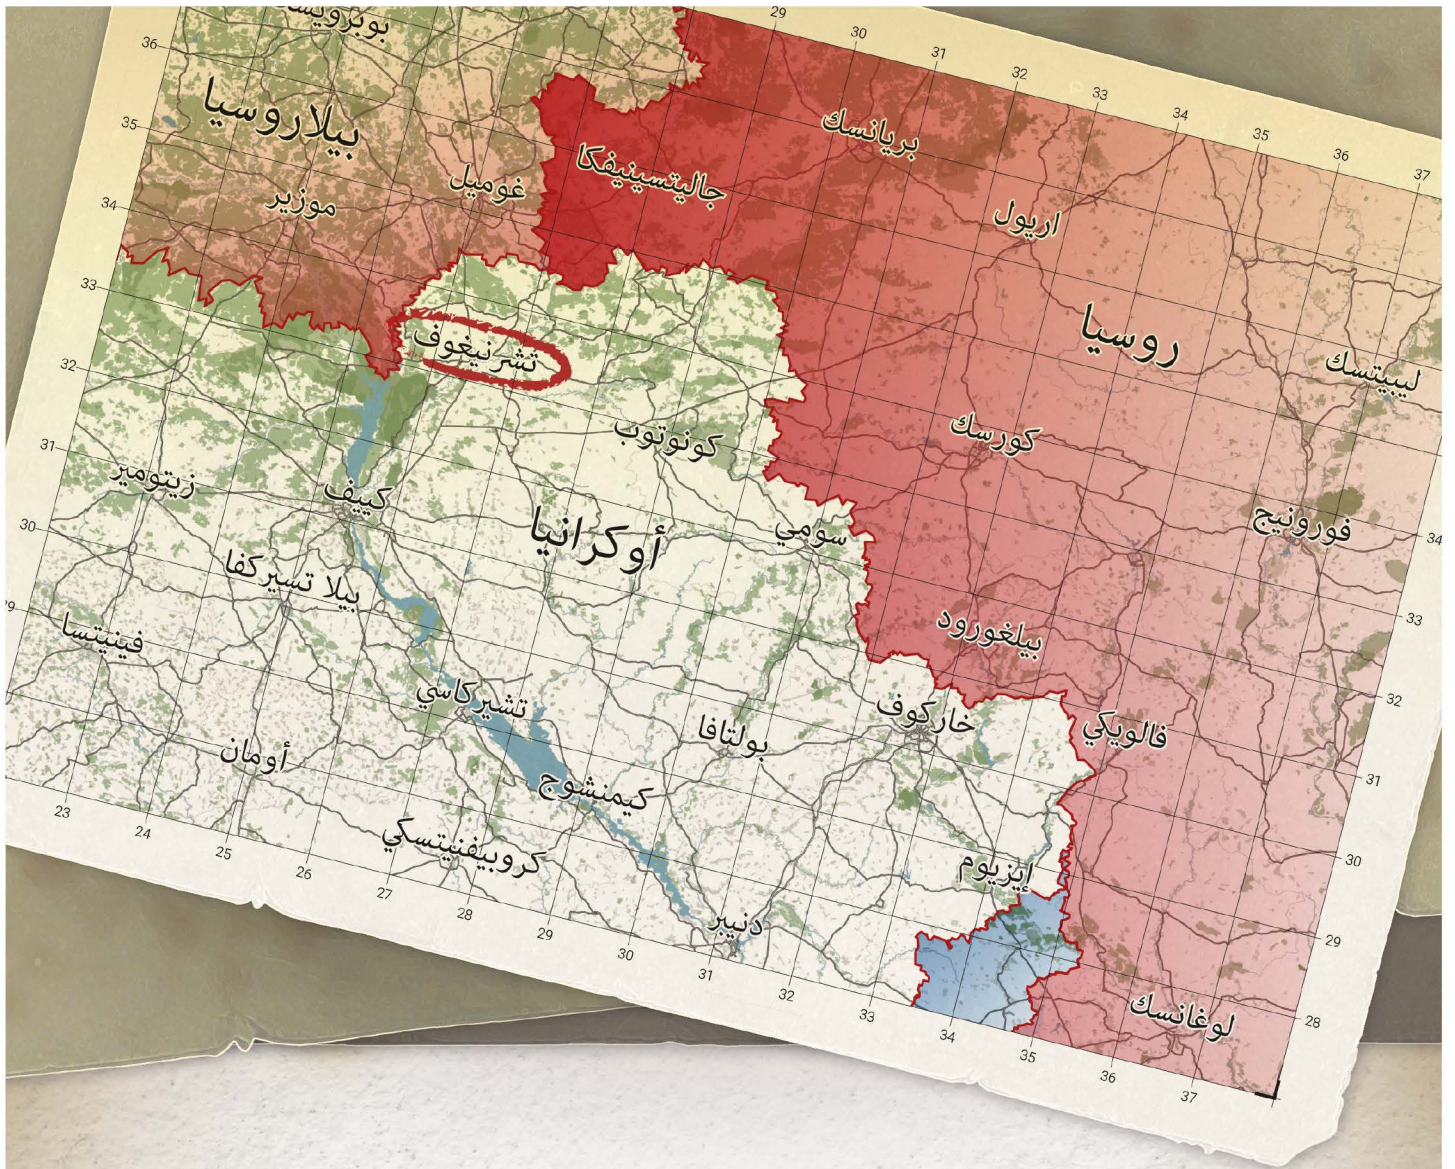 29
30
31
32
33
34
35
36
37
36
35
34
33
32
31
30
بيلاروسيا
غوميل
موزير
جاليتسينيفكا
بريانسك
اريول
روسيا
ليبيتسك
تشرنيغوف
كونوتوب
كورسك
فورونيج
زيتومير
كييف
أوكرانيا
سومي
بيلا تسيركفا
بيلغورود
فينيتسا
تشيركاسي
بولتافا
خاركوف
فالويكي
أومان
كيمنشوج
كروبيفنيتسكي
إيزيوم
دنيبر
لوغانسك
34
33
32
31
30
29
28
23
24
25
26
27
28
29
30
31
32
33
34
35
36
37